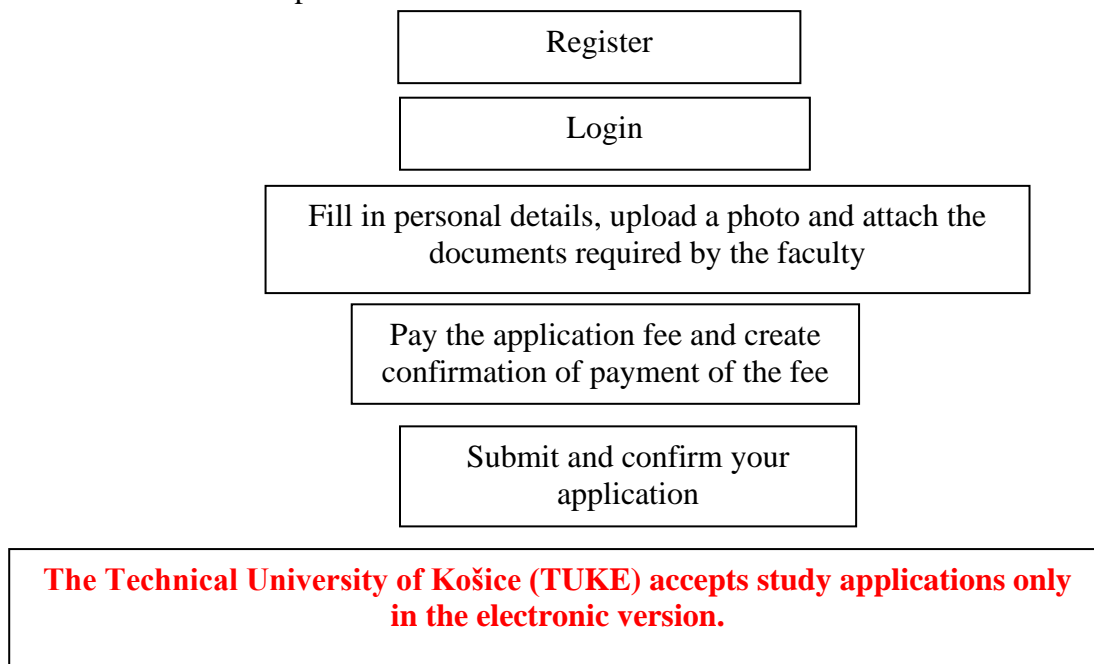 Register
Login
Fill in personal details, upload a photo and attach the
documents required by the faculty
Pay the application fee and create
confirmation of payment of the fee
Submit and confirm your
application
The Technical University of Košice (TUKE) accepts study applications only
in the electronic version.